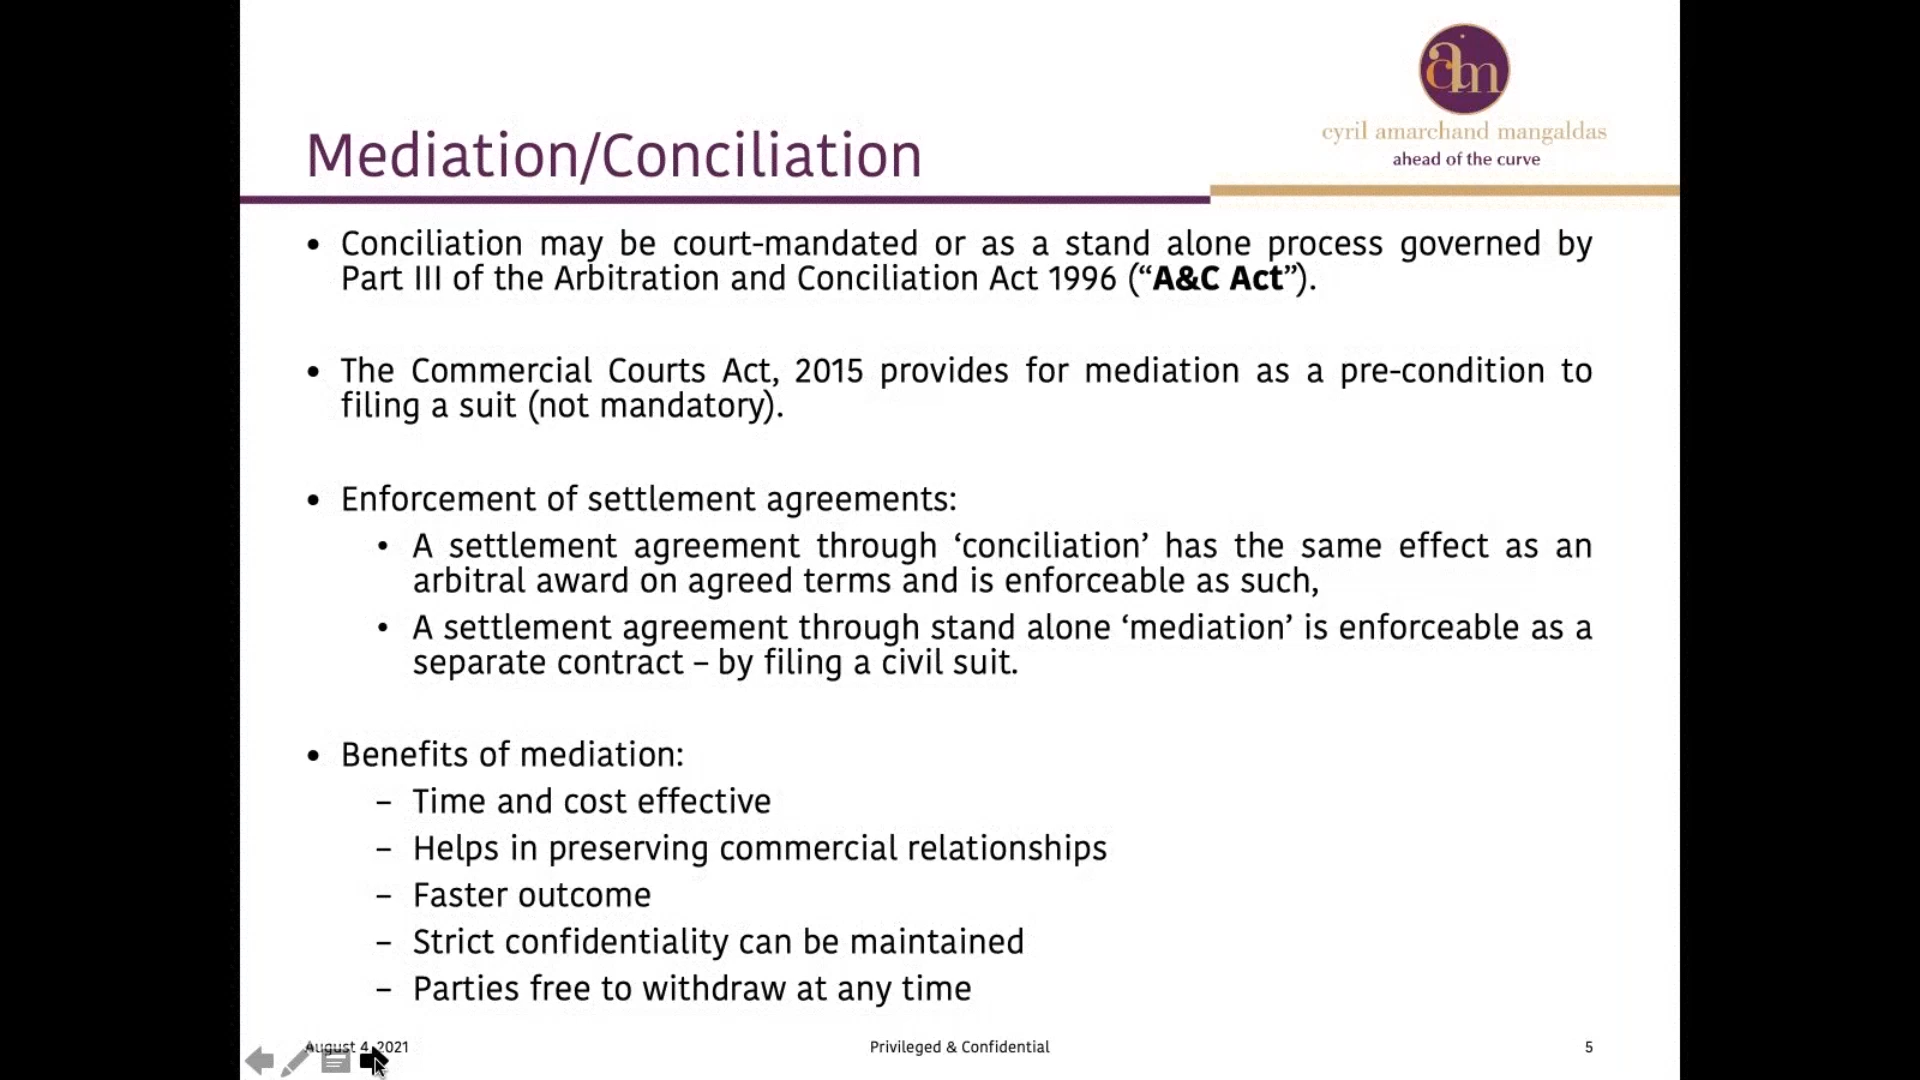 cam
cyril amarchand mangaldas
ahead of the curve
Mediation/Conciliation
• Conciliation may be court-mandated or as a stand alone process governed by
Part III of the Arbitration and Conciliation Act 1996 (“A&C Act”).
• The Commercial Courts Act, 2015 provides for mediation as a pre-condition to
filing a suit (not mandatory).
• Enforcement of settlement agreements:
• A settlement agreement through ‘conciliation’ has the same effect as an
arbitral award on agreed terms and is enforceable as such,
• A settlement agreement through stand alone ‘mediation’ is enforceable as a
separate contract – by filing a civil suit.
• Benefits of mediation:
– Time and cost effective
– Helps in preserving commercial relationships
– Faster outcome
– Strict confidentiality can be maintained
– Parties free to withdraw at any time
August 4, 2021
Privileged & Confidential
5